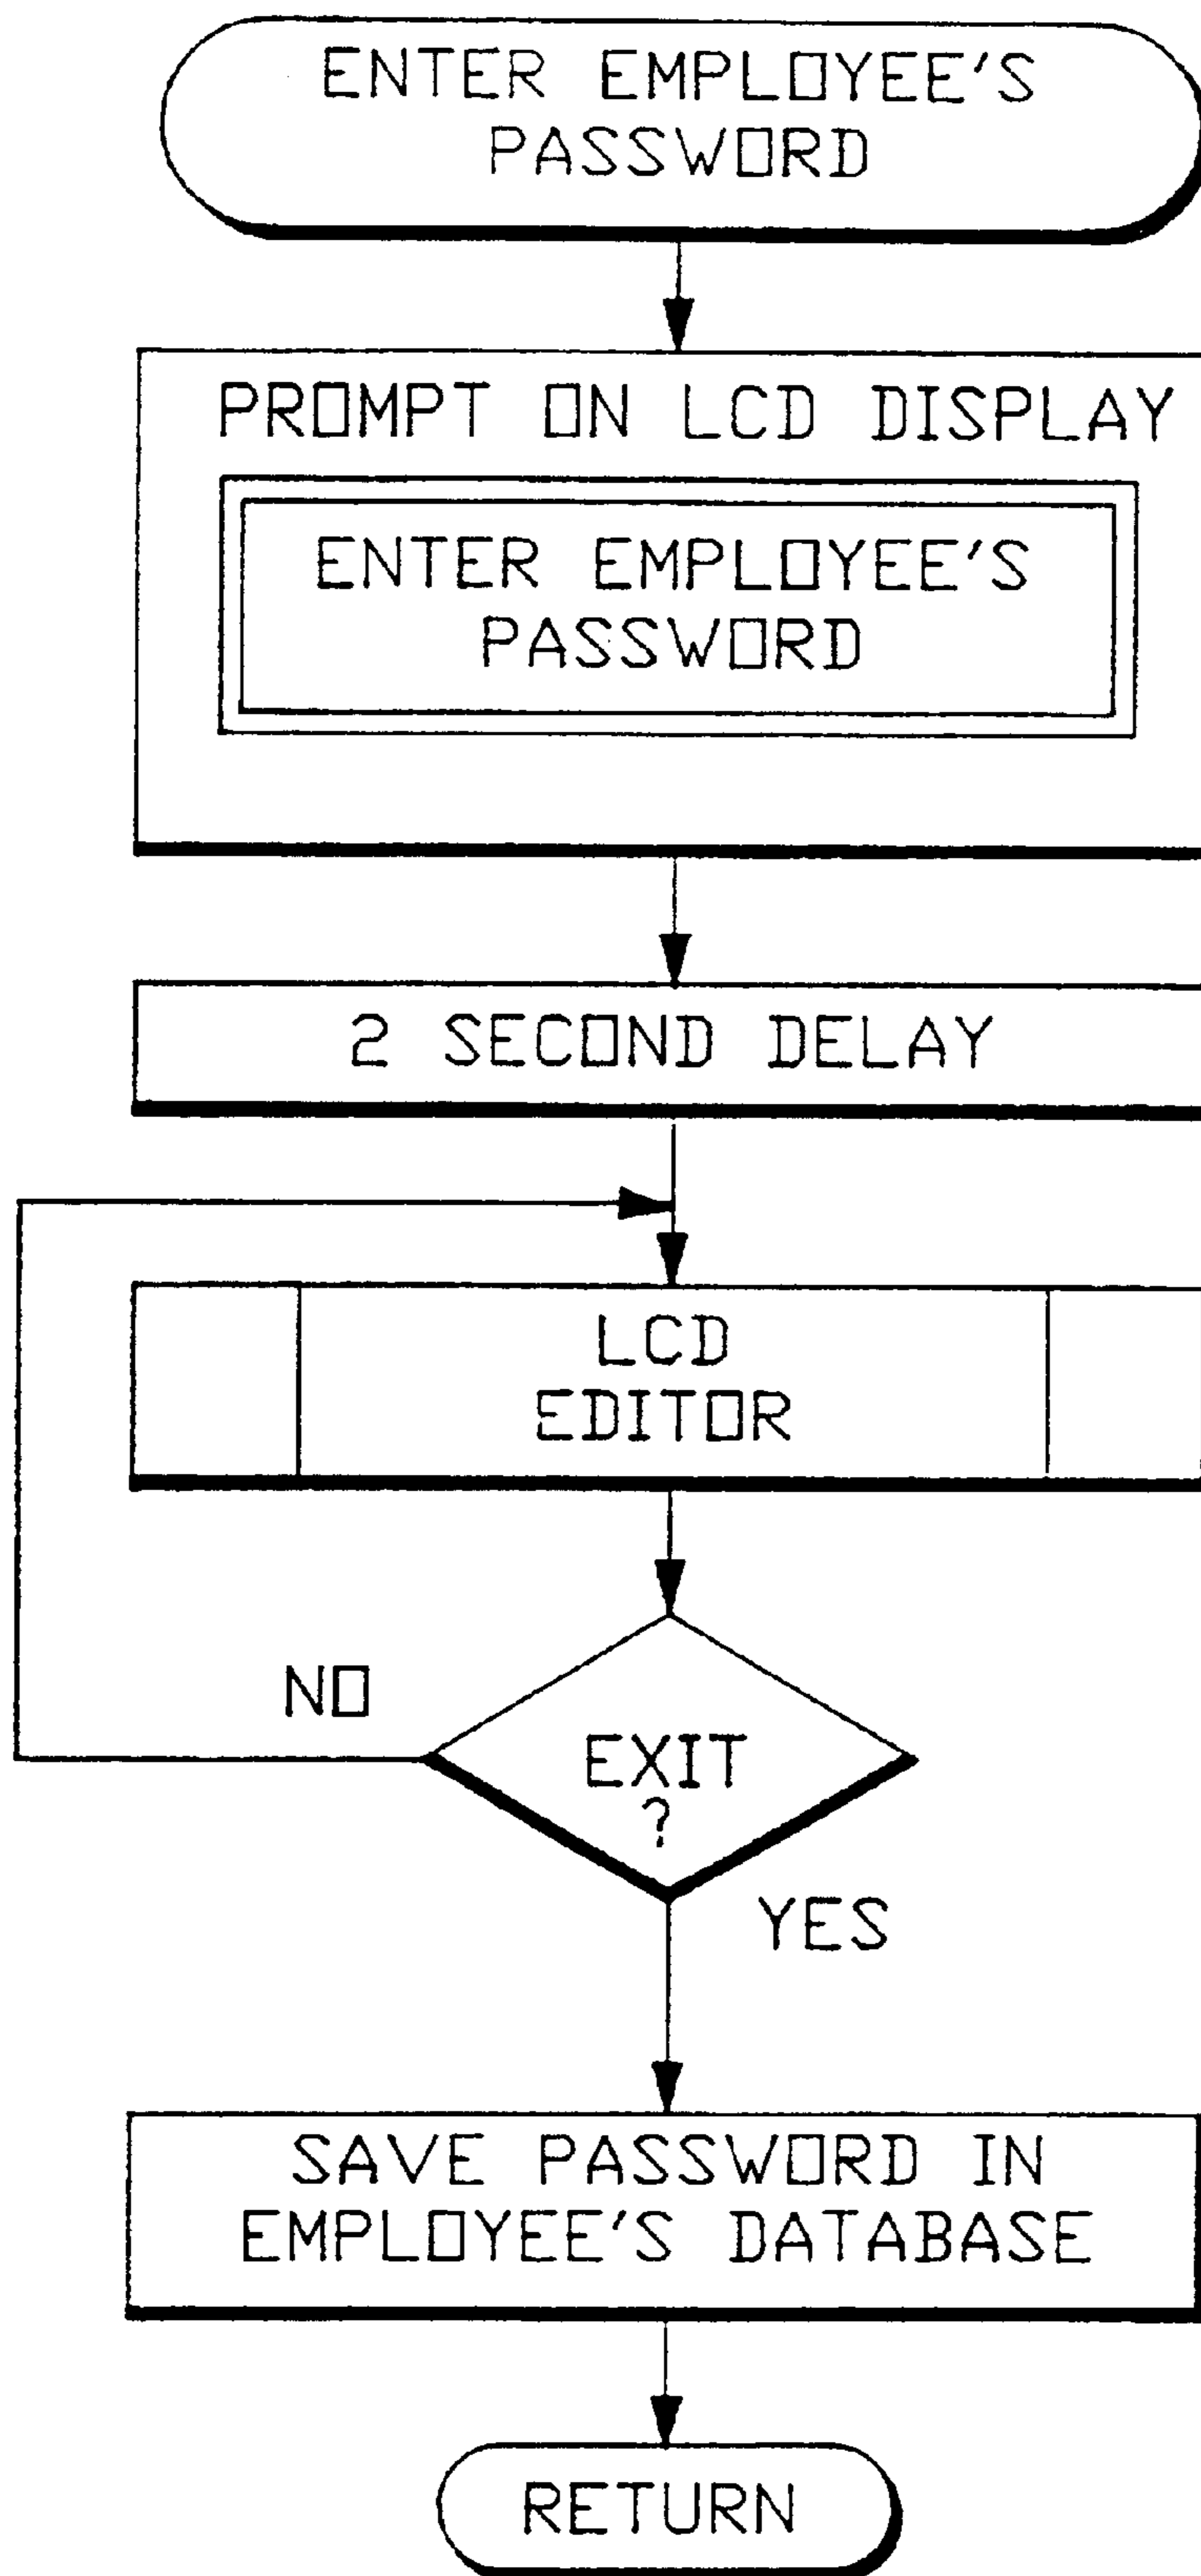 ENTER EMPLOYEE'S
PASSWORD
PROMPT ON LCD DISPLAY
ENTER EMPLOYEE'S
PASSWORD
2 SECOND DELAY
LCD
EDITOR
NO
EXIT
?
YES
SAVE PASSWORD IN
EMPLOYEE'S DATABASE
RETURN